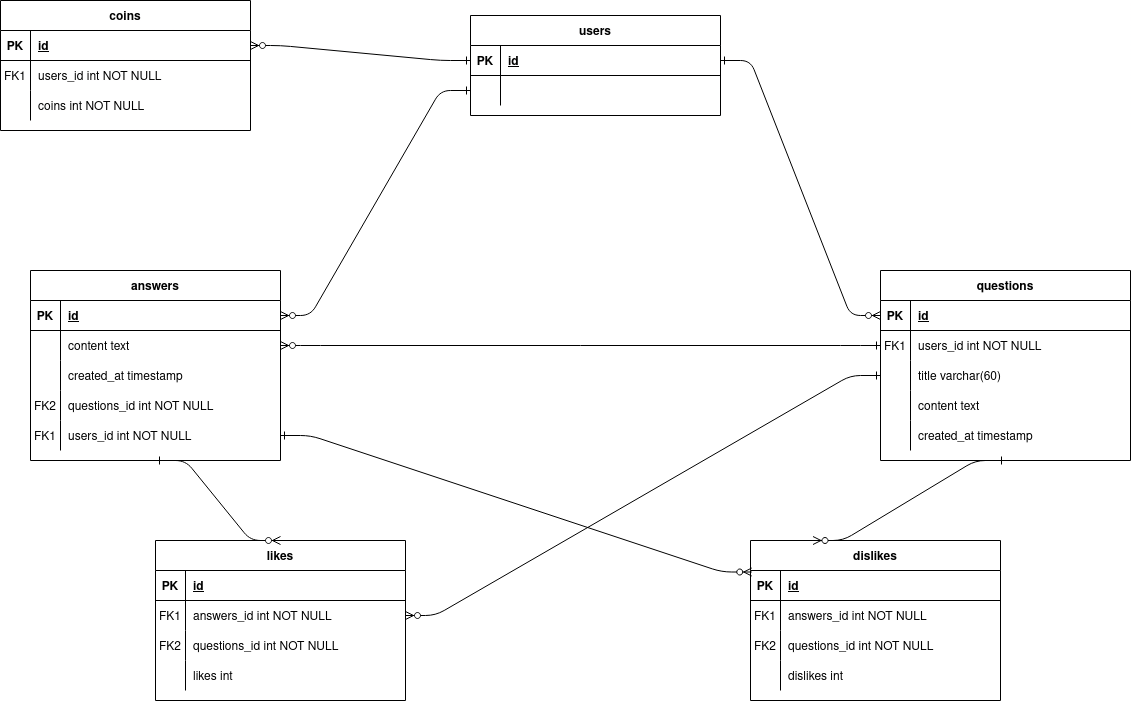 coins
PK id
FK1 users_id int NOT NULL
coins int NOT NULL
users
PK id
answers
PK id
content text
created_at timestamp
FK2 questions_id int NOT NULL
FK1 users_id int NOT NULL
questions
PK id
FK1 users_id int NOT NULL
title varchar(60)
content text
created_at timestamp
likes
PK id
FK1 answers_id int NOT NULL
FK2 questions_id int NOT NULL
likes int
dislikes
PK id
FK1 answers_id int NOT NULL
FK2 questions_id int NOT NULL
dislikes int